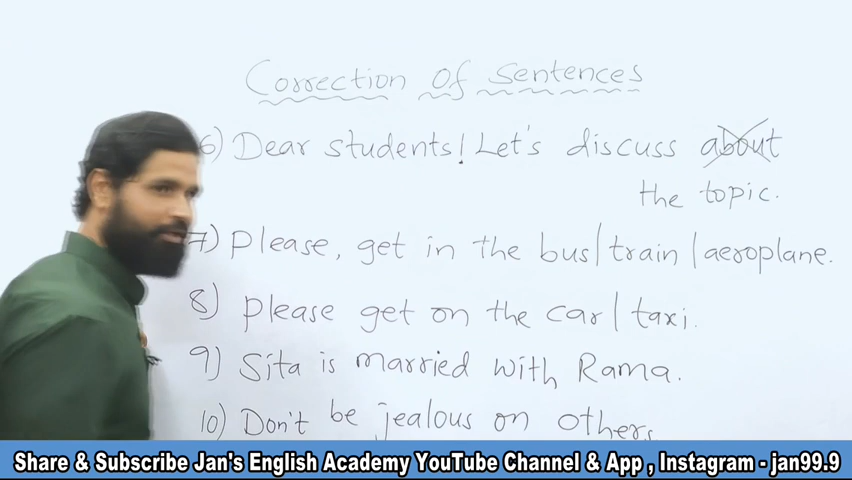 Correction of Sentences
6) Dear students! Let's discuss about
the topic.
7) Please, get in the bus/train/aeroplane.
8) please get on the car/taxi.
9) Sita is married with Rama.
10) Don't be jealous on others.
Share & Subscribe Jan's English Academy YouTube Channel & App , Instagram - jan99.9